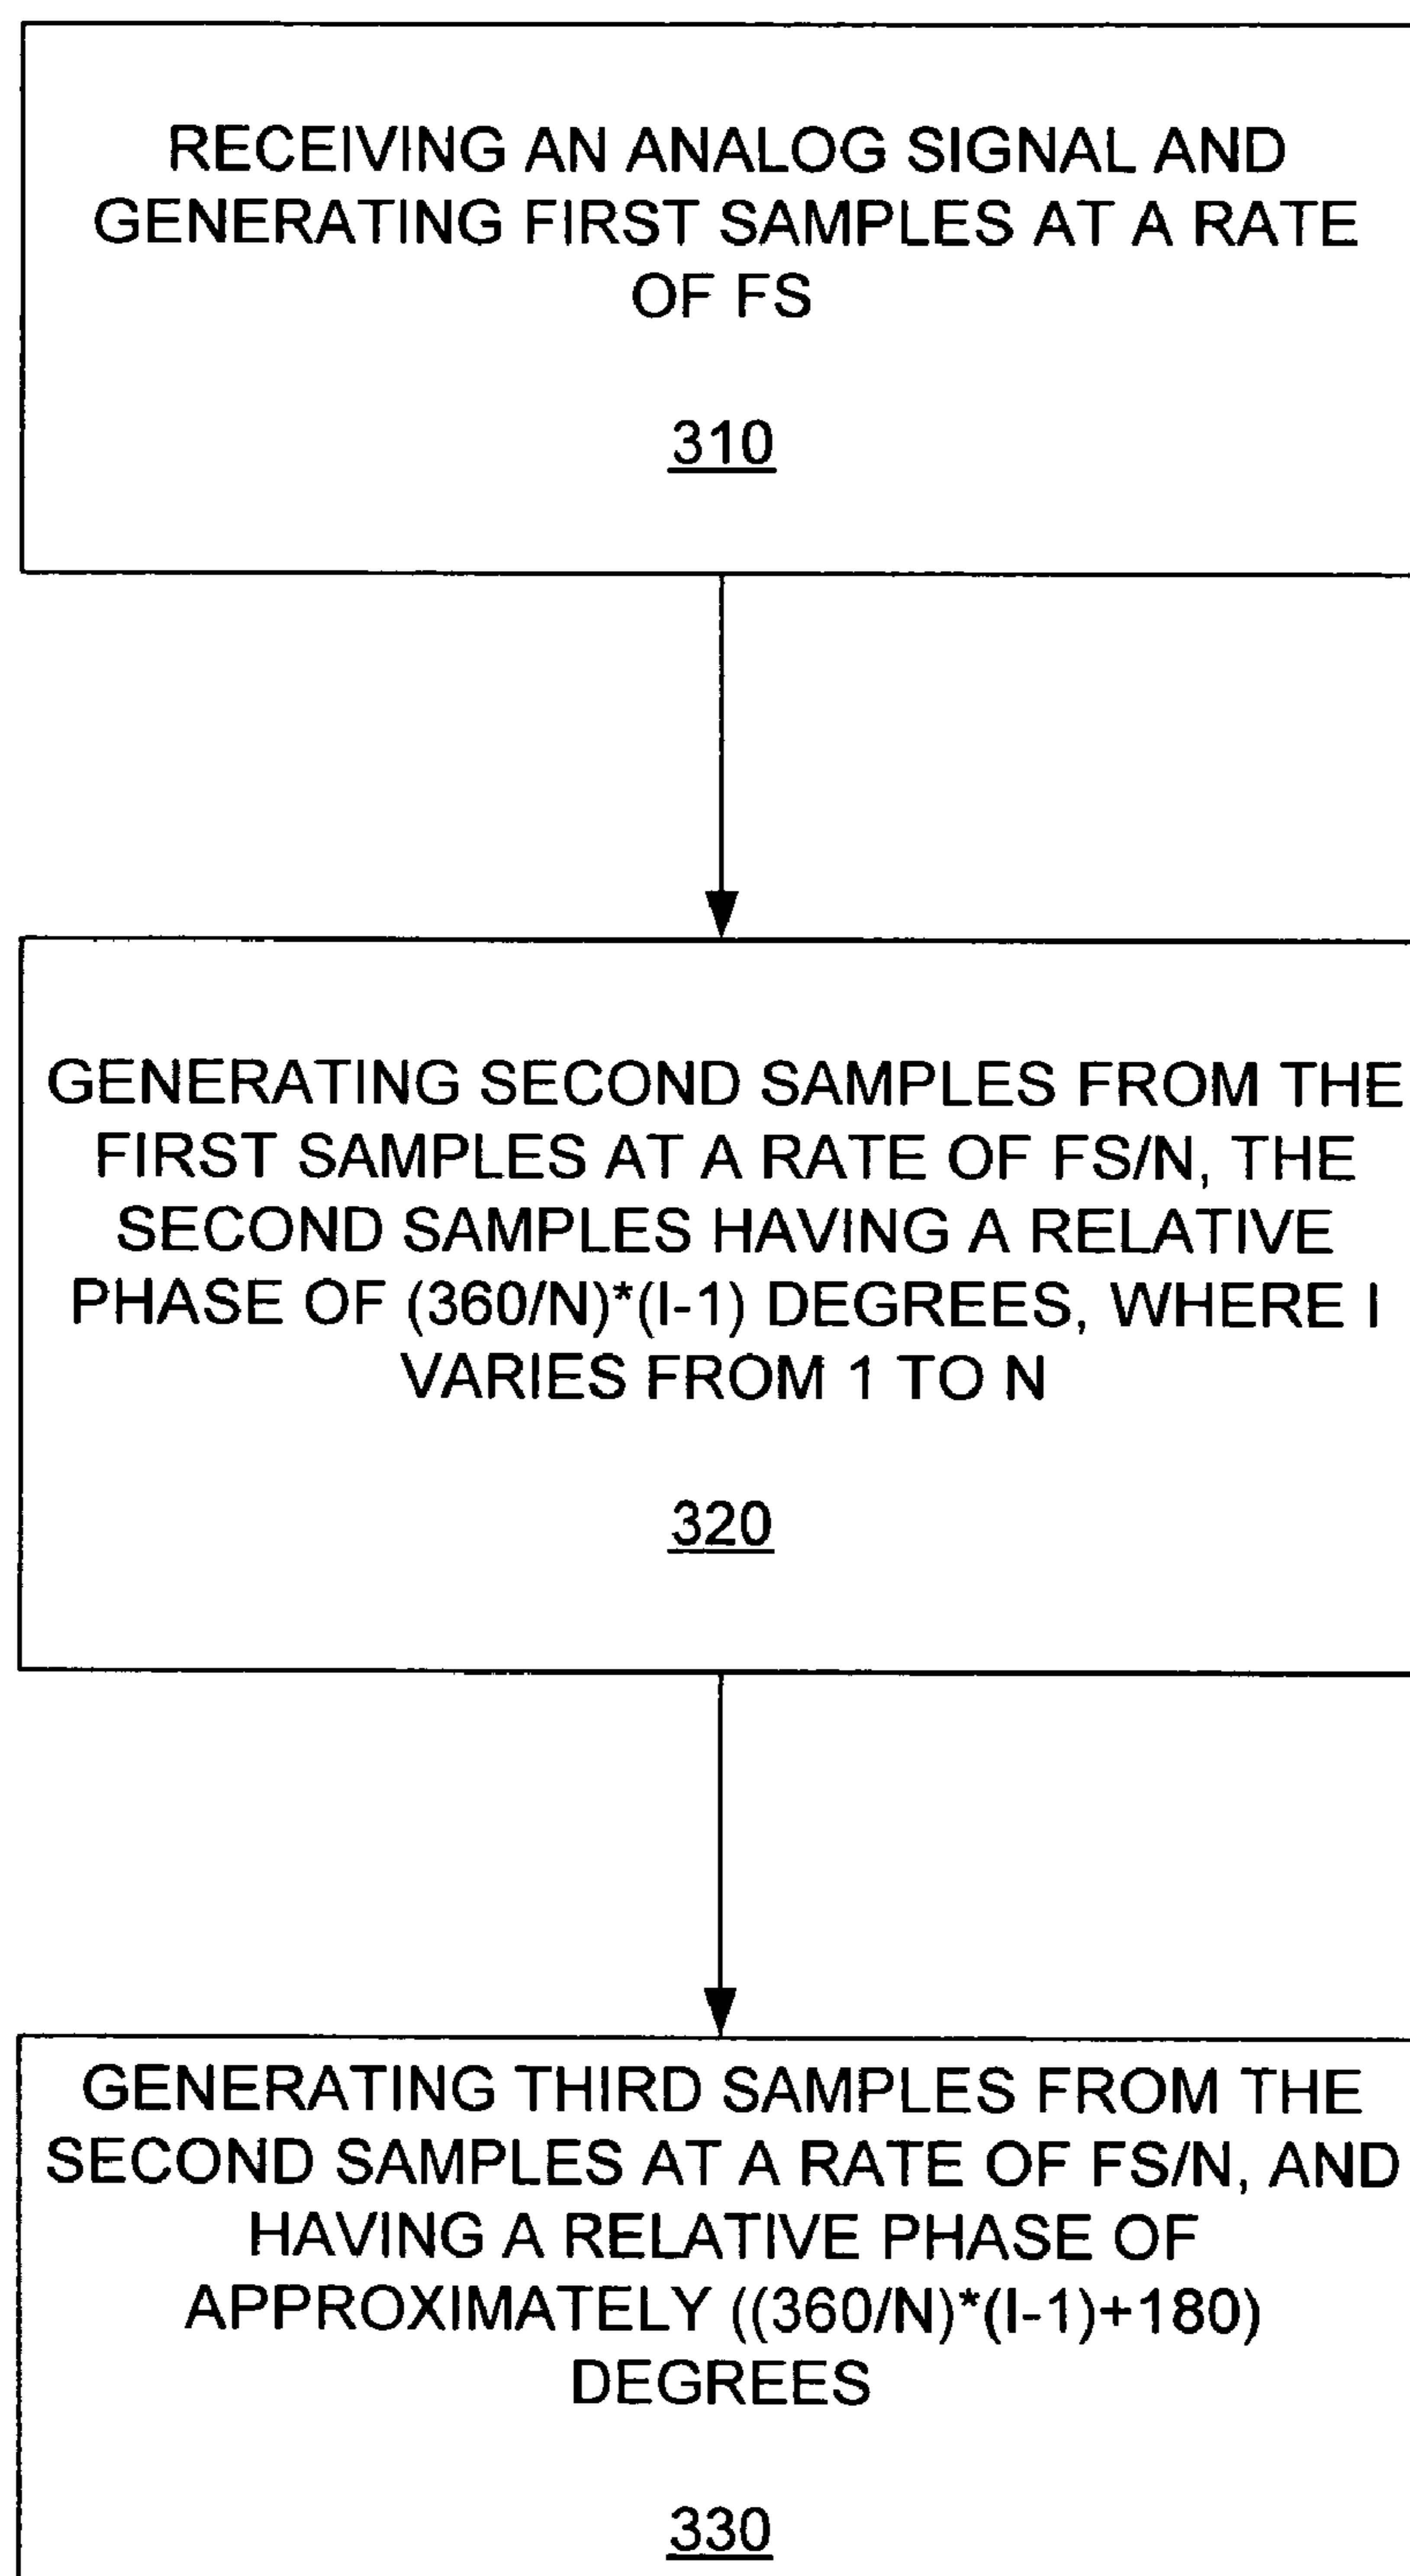 RECEIVING AN ANALOG SIGNAL AND
GENERATING FIRST SAMPLES AT A RATE
OF FS
310
GENERATING SECOND SAMPLES FROM THE
FIRST SAMPLES AT A RATE OF FS/N, THE
SECOND SAMPLES HAVING A RELATIVE
PHASE OF (360/N)*(I-1) DEGREES, WHERE I
VARIES FROM 1 TO N
320
GENERATING THIRD SAMPLES FROM THE
SECOND SAMPLES AT A RATE OF FS/N, AND
HAVING A RELATIVE PHASE OF
APPROXIMATELY ((360/N)*(I-1)+180)
DEGREES
330